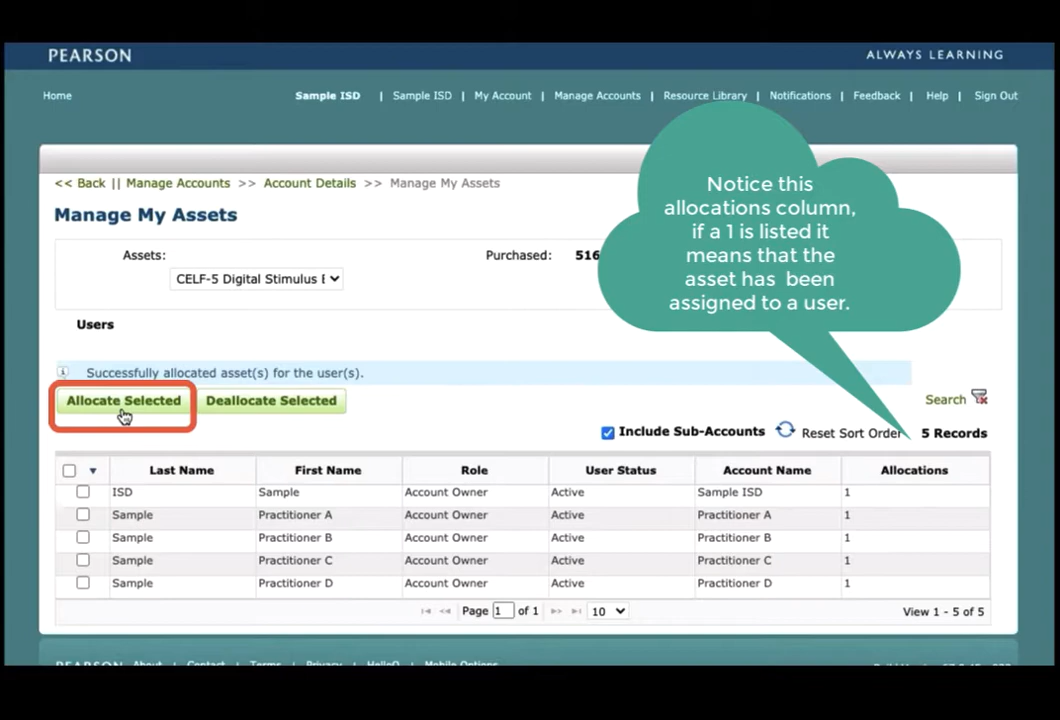 PEARSON ALWAYS LEARNING
Home Sample ISD | Sample ISD | My Account | Manage Accounts | Resource Library | Notifications | Feedback | Help | Sign Out
<< Back || Manage Accounts >> Account Details >> Manage My Assets
Manage My Assets
Assets: Purchased: 516
CELF-5 Digital Stimulus
Notice this
allocations column,
if a 1 is listed it
means that the
asset has been
assigned to a user.
Users
Successfully allocated asset(s) for the user(s).
Allocate Selected Deallocate Selected Search
Include Sub-Accounts Reset Sort Order 5 Records
Last Name First Name Role User Status Account Name Allocations
ISD Sample Account Owner Active Sample ISD 1
Sample Practitioner A Account Owner Active Practitioner A 1
Sample Practitioner B Account Owner Active Practitioner B 1
Sample Practitioner C Account Owner Active Practitioner C 1
Sample Practitioner D Account Owner Active Practitioner D 1
Page 1 of 1 10 View 1 - 5 of 5
PEARSON About | Contact | Terms | Privacy | HelloQ | Mobile Options